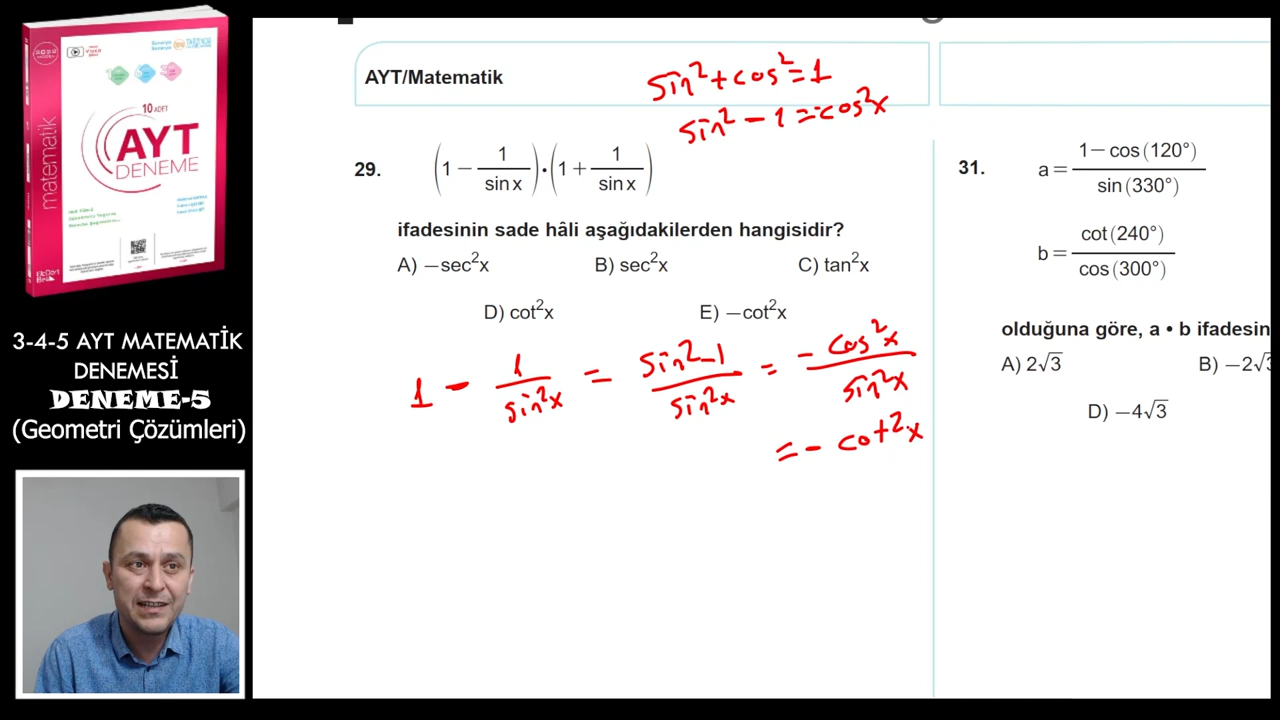 2022
10 ADET
AYT
DENEME
matematik
3-4-5 AYT MATEMATİK
DENEMESİ
DENEME-5
(Geometri Çözümleri)
AYT/Matematik
sin²+cos²=1
sin²-1=-cos²x
29. (1 - 1/sin x)·(1 + 1/sin x)
ifadesinin sade hâli aşağıdakilerden hangisidir?
A) -sec²x B) sec²x C) tan²x
D) cot²x E) -cot²x
1 - 1/sin²x = sin²-1/sin²x = -cos²x/sin²x
= - cot²x
31. a = 1-cos(120°)/sin(330°)
b = cot(240°)/cos(300°)
olduğuna göre, a • b ifadesin
A) 2√3 B) -2√3
D) -4√3